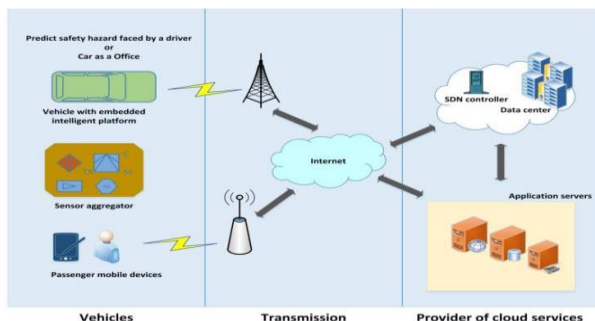 Predict safety hazard faced by a driver
or
Car as a Office
Vehicle with embedded
intelligent platform
Sensor aggregator
Passenger mobile devices
Internet
SDN controller
Data center
Application servers
Vehicles
Transmission
Provider of cloud services